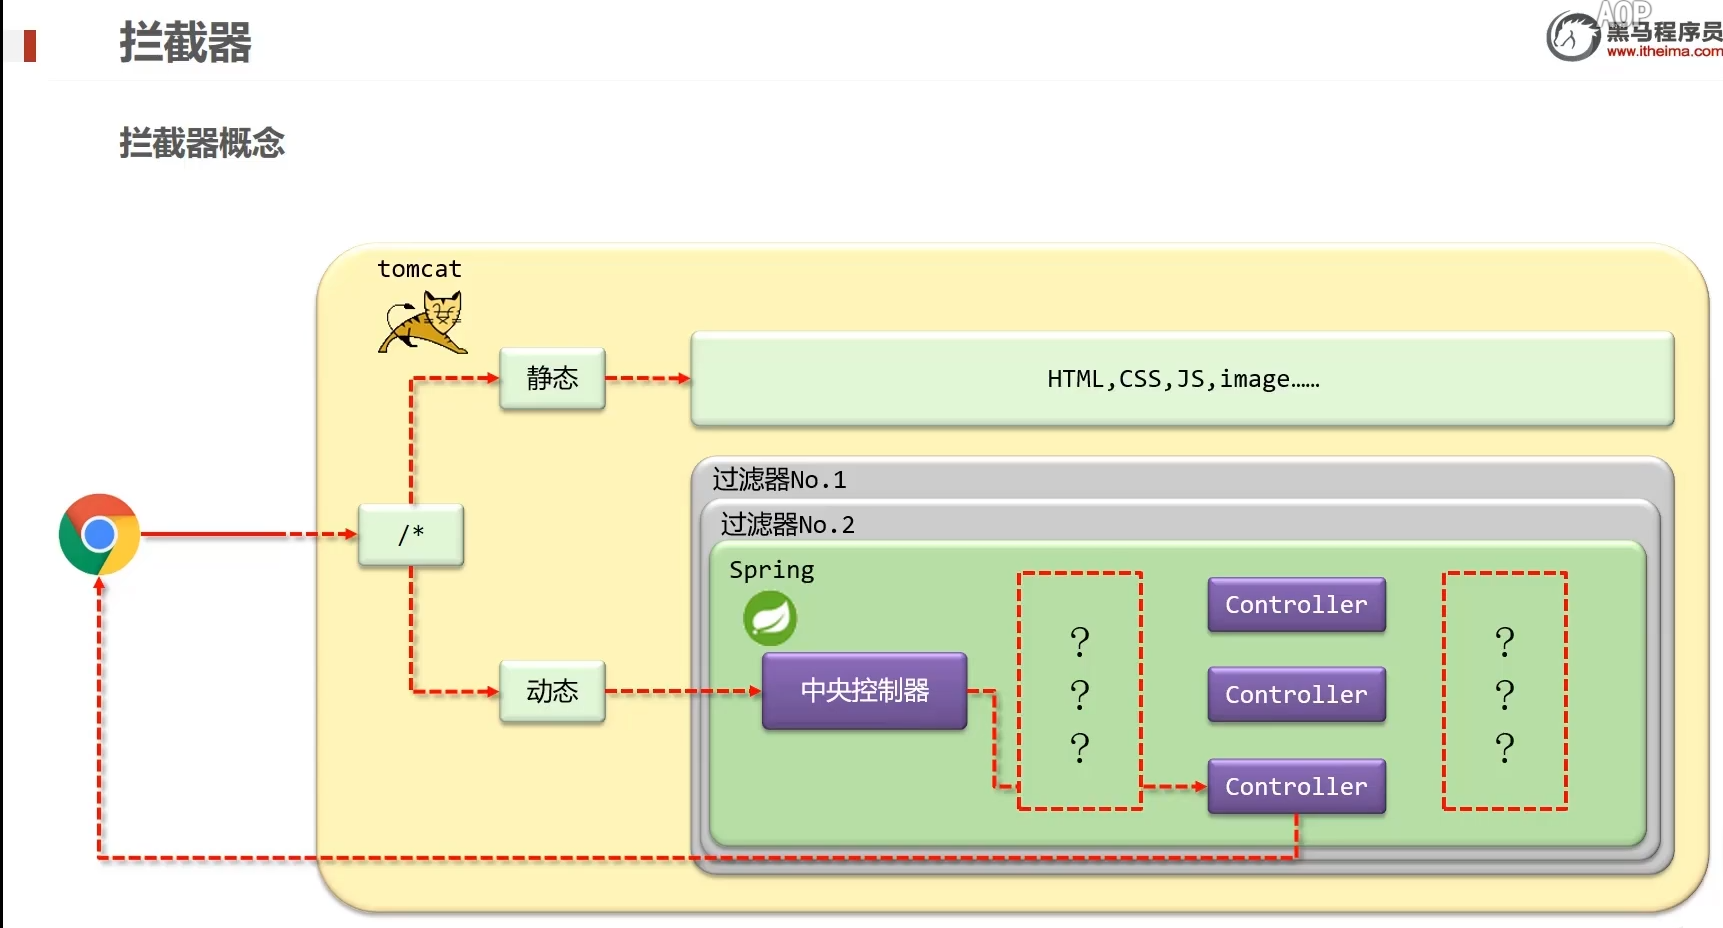 拦截器
AOP
黑马程序员
www.itheima.com
拦截器概念
tomcat
静态
HTML,CSS,JS,image……
过滤器No.1
/*
过滤器No.2
Spring
Controller
?
?
动态
中央控制器
?
Controller
?
?
?
Controller